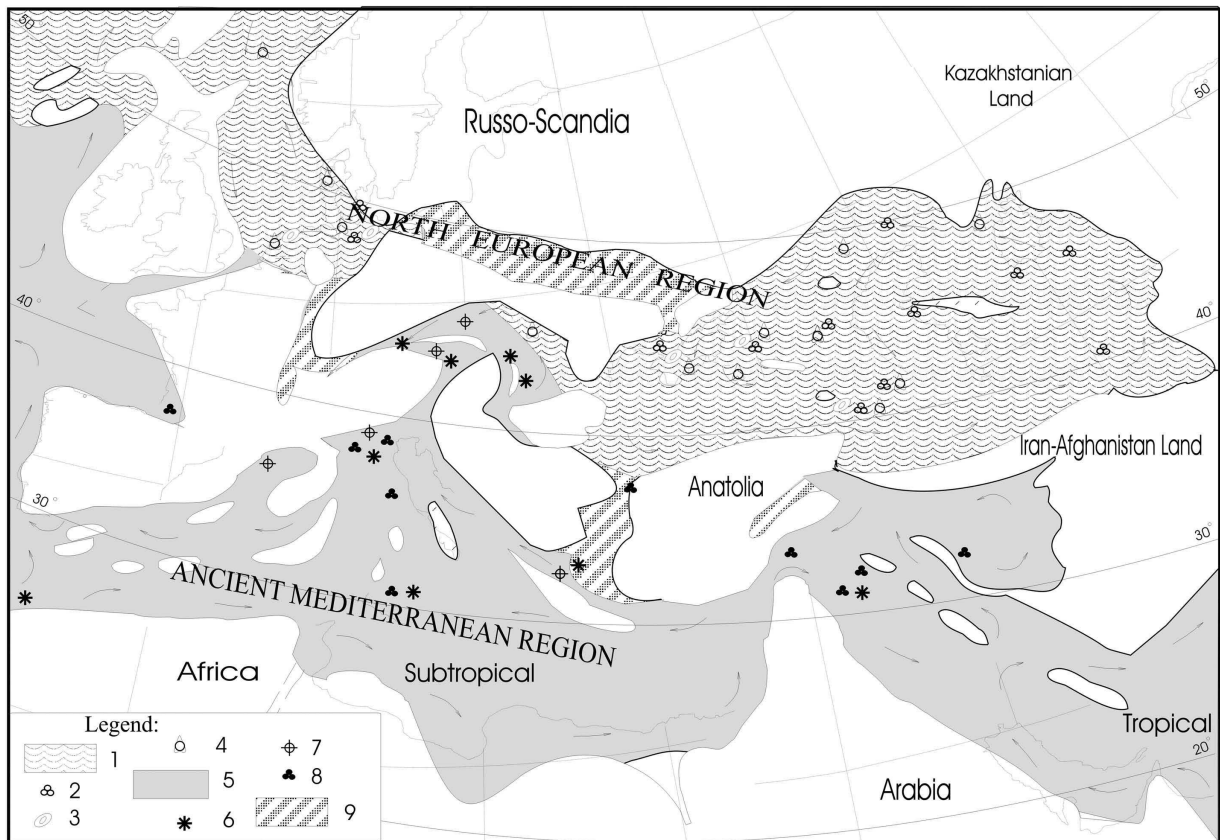 50
Kazakhstanian
Land
50°
Russo-Scandia
NORTH EUROPEAN REGION
40°
40°
Iran-Afghanistan Land
Anatolia
30°
30°
ANCIENT MEDITERRANEAN REGION
Africa
Subtropical
Tropical
20°
Arabia
Legend:
1
2
3
4
5
6
7
8
9